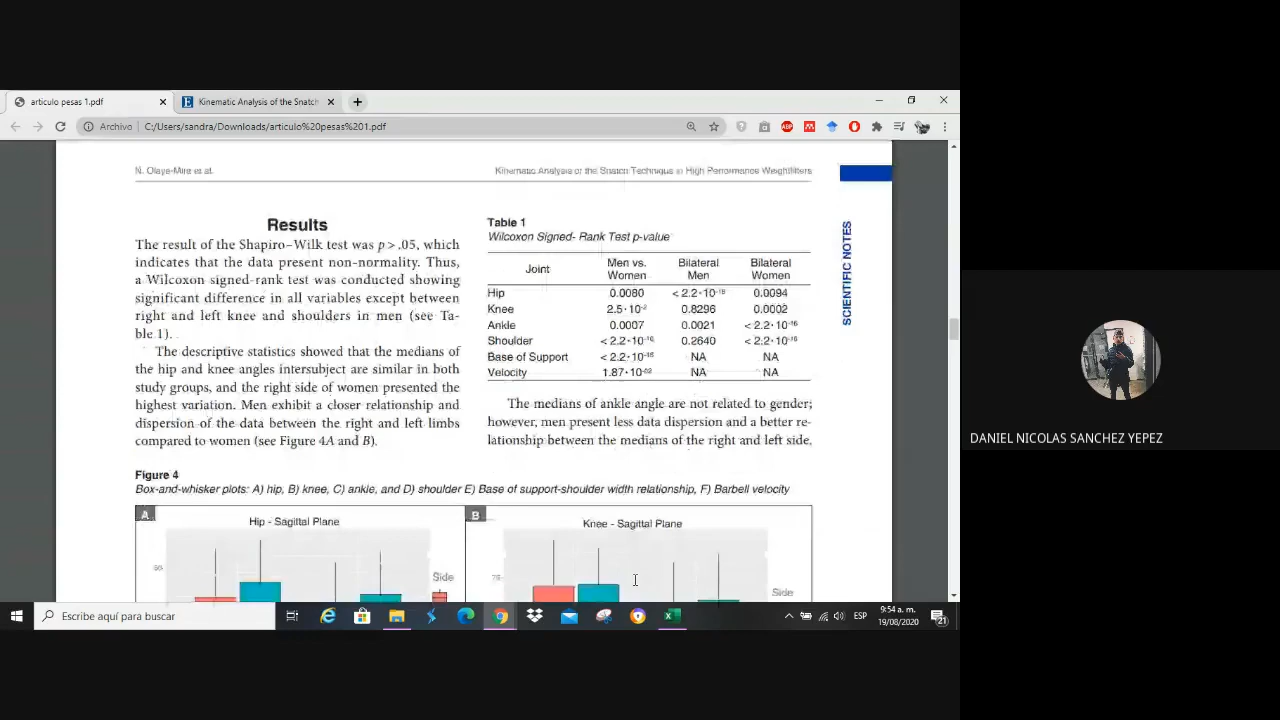 articulo pesas 1.pdf
Kinematic Analysis of the Snatch
Archivo C:/Users/sandra/Downloads/articulo%20pesas%201.pdf
N. Olaya-Mira et al.
Kinematic Analysis of the Snatch Technique in High Performance Weightlifters
Results
The result of the Shapiro–Wilk test was p > .05, which
indicates that the data present non-normality. Thus,
a Wilcoxon signed-rank test was conducted showing
significant difference in all variables except between
right and left knee and shoulders in men (see Ta-
ble 1).
The descriptive statistics showed that the medians of
the hip and knee angles intersubject are similar in both
study groups, and the right side of women presented the
highest variation. Men exhibit a closer relationship and
dispersion of the data between the right and left limbs
compared to women (see Figure 4A and B).
Table 1
Wilcoxon Signed- Rank Test p-value
Joint Men vs. Women Bilateral Men Bilateral Women
Hip 0.0080 < 2.2·10⁻¹⁶ 0.0094
Knee 2.5·10⁻² 0.8296 0.0002
Ankle 0.0007 0.0021 < 2.2·10⁻¹⁶
Shoulder < 2.2·10⁻¹⁶ 0.2640 < 2.2·10⁻¹⁶
Base of Support < 2.2·10⁻¹⁶ NA NA
Velocity 1.87·10⁻⁰² NA NA
The medians of ankle angle are not related to gender;
however, men present less data dispersion and a better re-
lationship between the medians of the right and left side,
SCIENTIFIC NOTES
Figure 4
Box-and-whisker plots: A) hip, B) knee, C) ankle, and D) shoulder E) Base of support-shoulder width relationship, F) Barbell velocity
A
Hip - Sagittal Plane
Side
B
Knee - Sagittal Plane
75
Side
Escribe aquí para buscar
ESP
9:54 a. m.
19/08/2020
21
DANIEL NICOLAS SANCHEZ YEPEZ